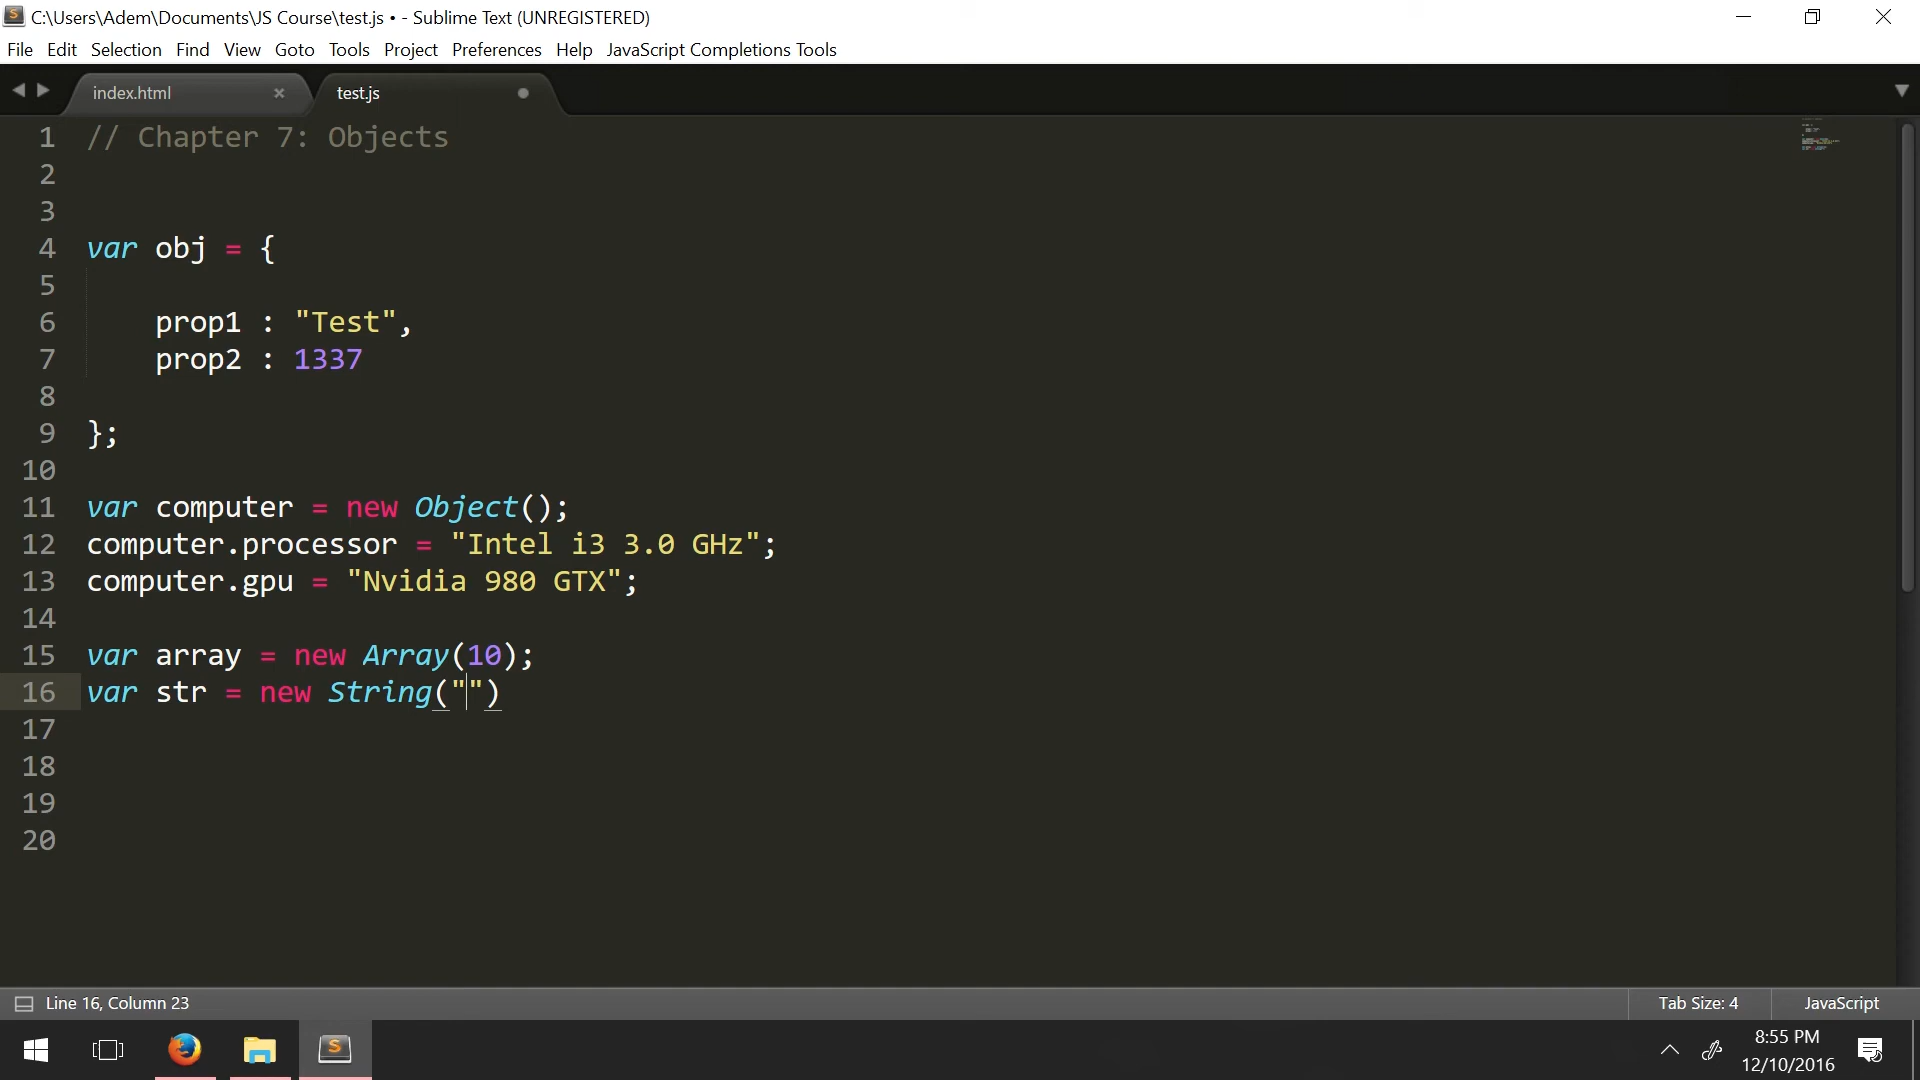 C:\Users\Adem\Documents\JS Course\test.js • - Sublime Text (UNREGISTERED)
File Edit Selection Find View Goto Tools Project Preferences Help JavaScript Completions Tools
index.html × test.js
1 // Chapter 7: Objects
2
3
4 var obj = {
5
6 prop1 : "Test",
7 prop2 : 1337
8
9 };
10
11 var computer = new Object();
12 computer.processor = "Intel i3 3.0 GHz";
13 computer.gpu = "Nvidia 980 GTX";
14
15 var array = new Array(10);
16 var str = new String("")
17
18
19
20
Line 16, Column 23 Tab Size: 4 JavaScript
8:55 PM
12/10/2016